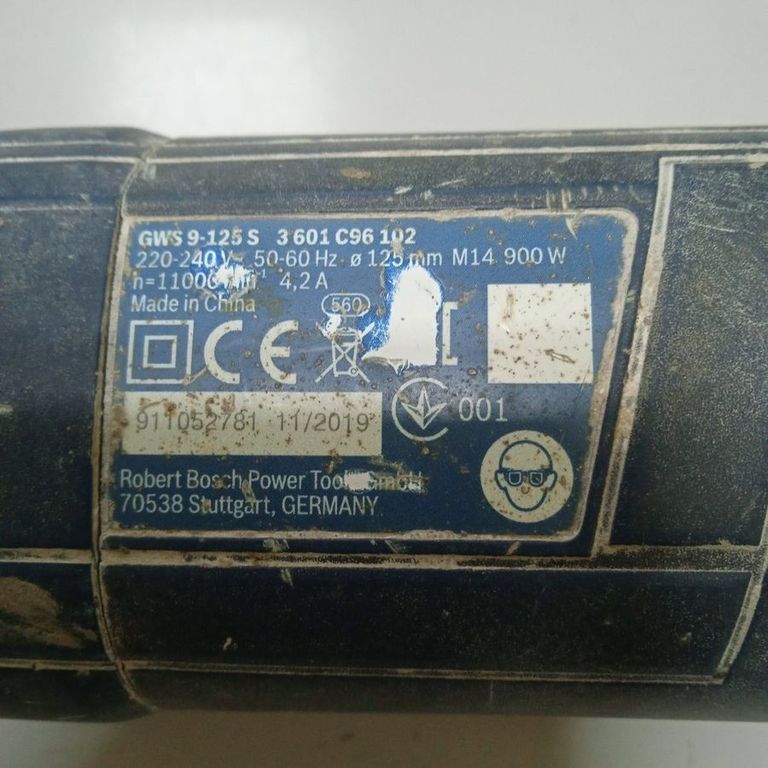 GWS 9-125 S 3 601 C96 102
220-240 V~ 50-60 Hz ø 125 mm M14 900 W
4,2 A
Made in China
560
CE
001
911052781 11/2019
Robert Bosch Power GmbH
70538 Stuttgart, GERMANY